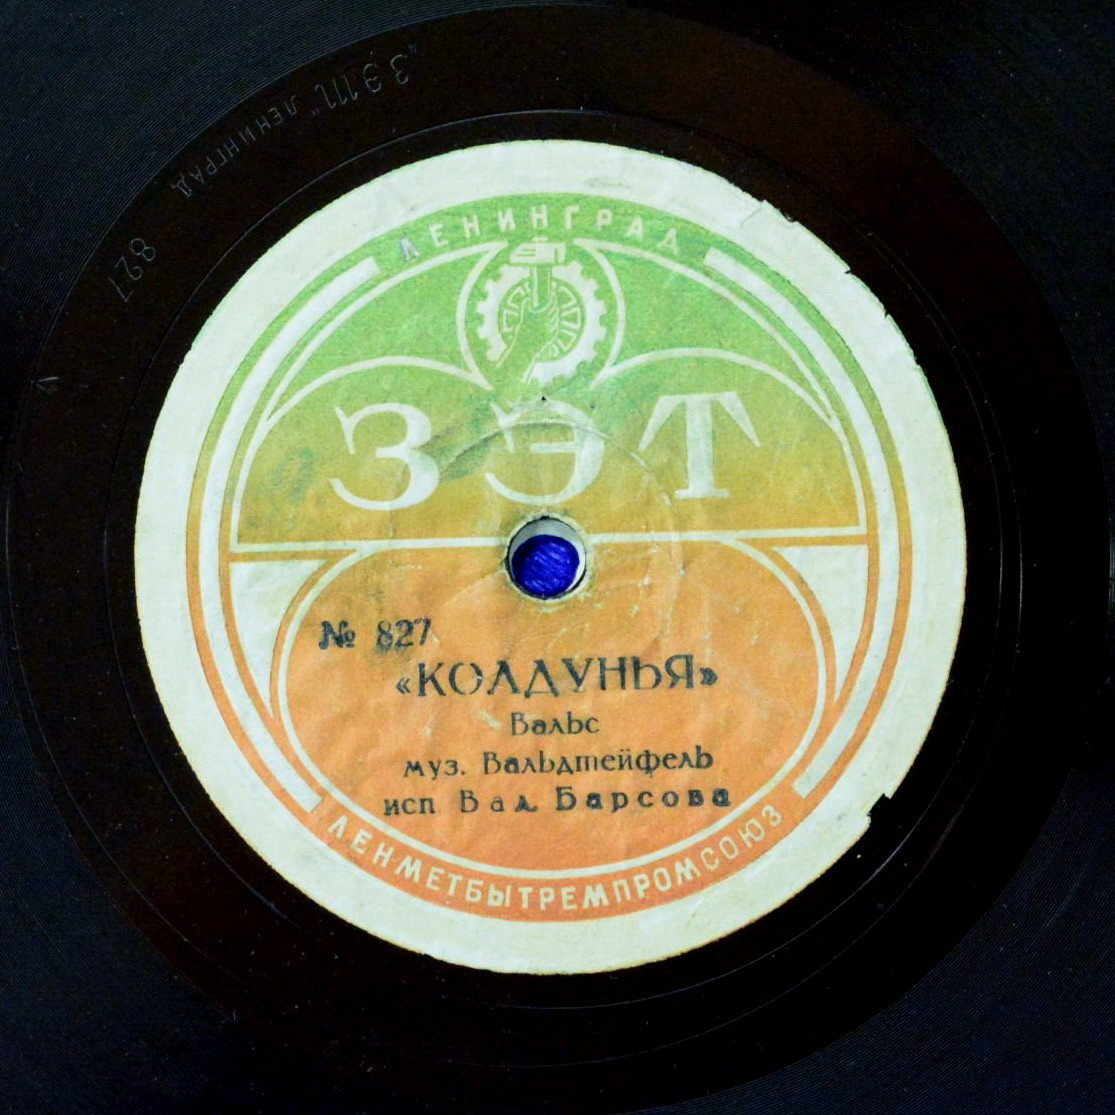 "ЗЭТ" ЛЕНИНГРАД
827
ЛЕНИНГРАД
ЗЭТ
№ 827
«КОЛДУНЬЯ»
Вальс
муз. Вальдтейфель
исп Вал. Барсова
ЛЕНМЕТБЫТРЕМПРОМСОЮЗ